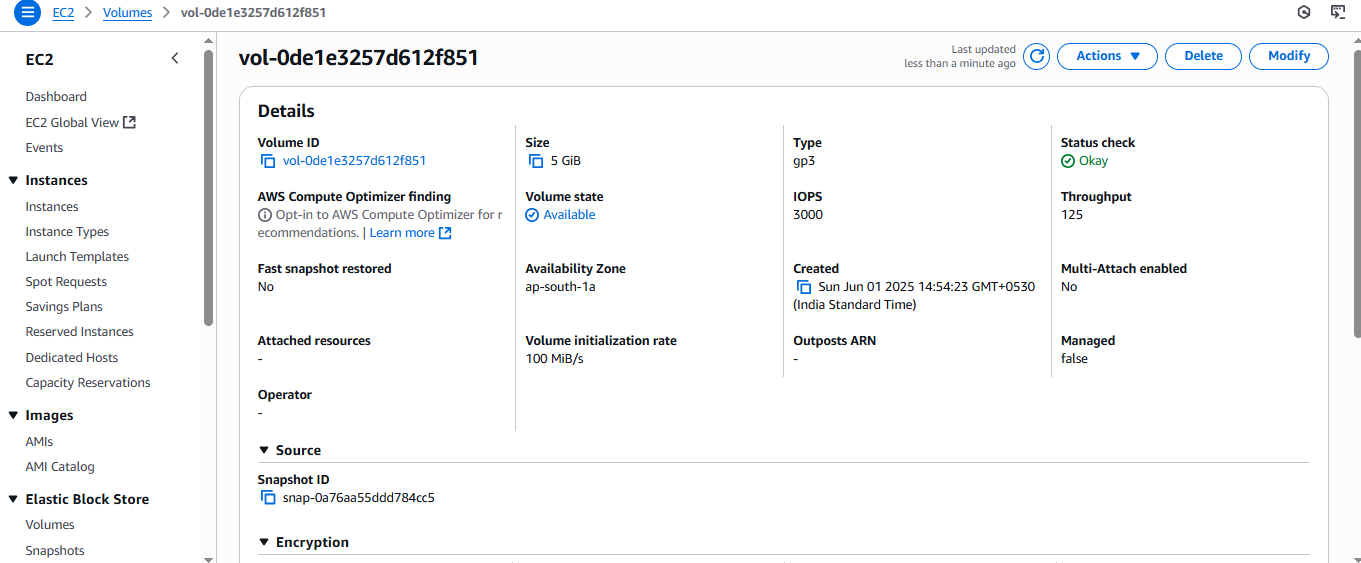 EC2 > Volumes > vol-0de1e3257d612f851
EC2
Dashboard
EC2 Global View
Events
Instances
Instances
Instance Types
Launch Templates
Spot Requests
Savings Plans
Reserved Instances
Dedicated Hosts
Capacity Reservations
Images
AMIs
AMI Catalog
Elastic Block Store
Volumes
Snapshots
vol-0de1e3257d612f851
Last updated
less than a minute ago
Actions
Delete
Modify
Details
Volume ID
vol-0de1e3257d612f851
Size
5 GiB
Type
gp3
Status check
Okay
AWS Compute Optimizer finding
Opt-in to AWS Compute Optimizer for r
ecommendations. | Learn more
Volume state
Available
IOPS
3000
Throughput
125
Fast snapshot restored
No
Availability Zone
ap-south-1a
Created
Sun Jun 01 2025 14:54:23 GMT+0530
(India Standard Time)
Multi-Attach enabled
No
Attached resources
-
Volume initialization rate
100 MiB/s
Outposts ARN
-
Managed
false
Operator
-
Source
Snapshot ID
snap-0a76aa55ddd784cc5
Encryption